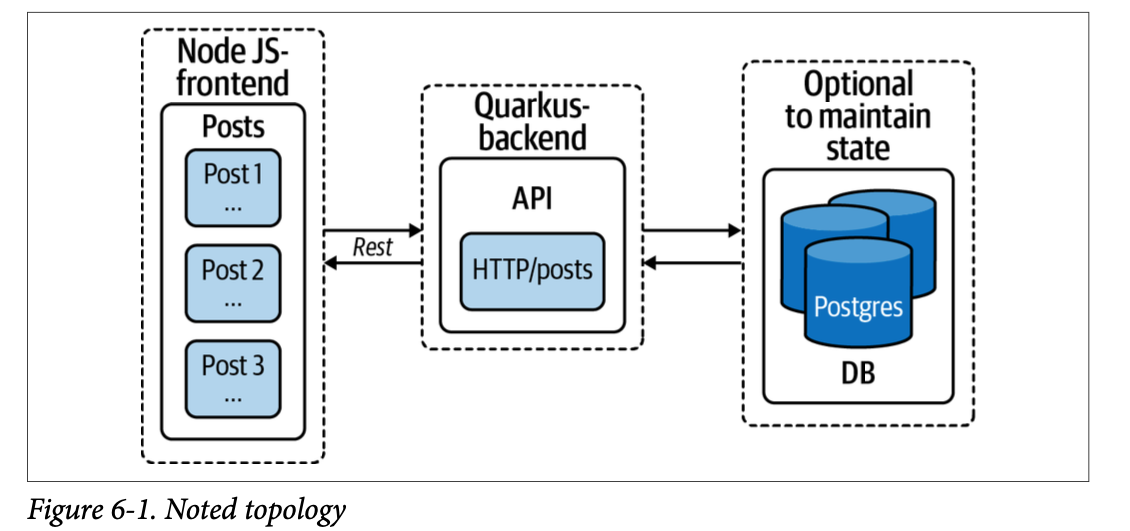 Node JS-
frontend
Posts
Post 1
...
Post 2
...
Post 3
...
Rest
Quarkus-
backend
API
HTTP/posts
Optional
to maintain
state
Postgres
DB
Figure 6-1. Noted topology